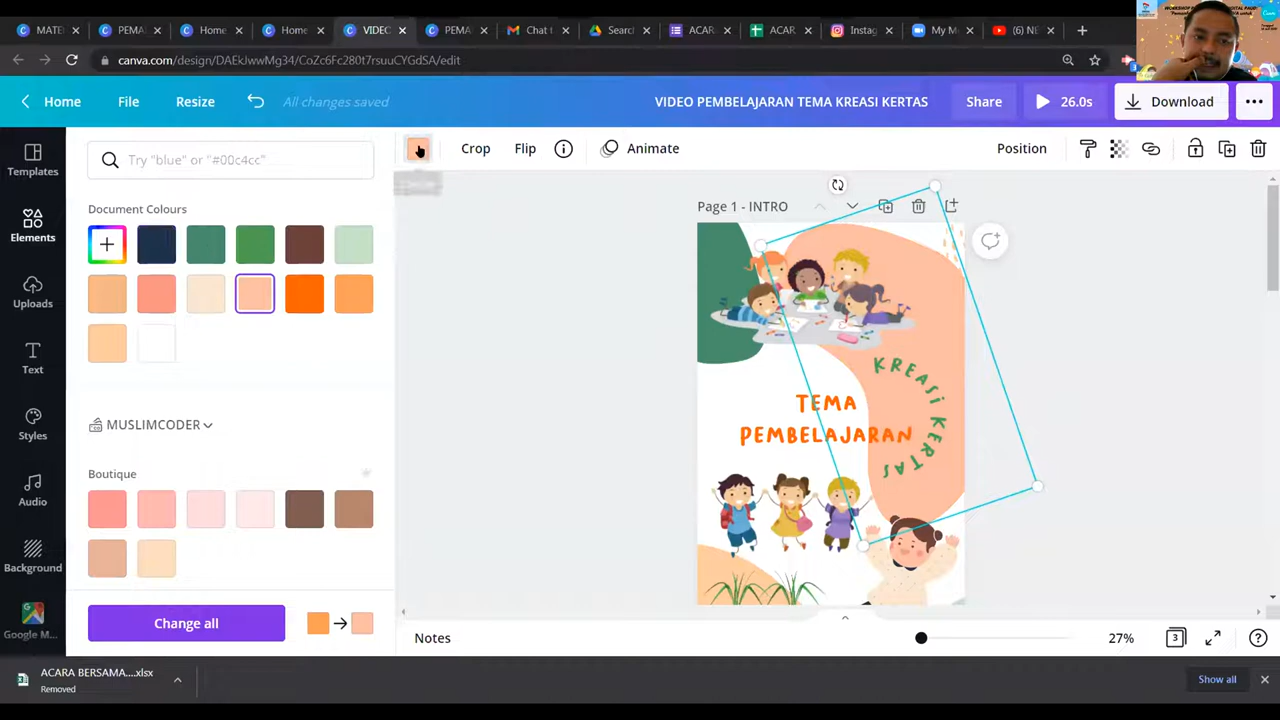 MATE
PEMA
Home
Home
VIDEO
PEMA
Gmail
Chat t
Searc
ACAR
ACAR
Instag
My M
(6) NE
canva.com/design/DAEkJwwMg34/CoZc6Fc280t7rsuuCYGdSA/edit
Home
File
Resize
All changes saved
VIDEO PEMBELAJARAN TEMA KREASI KERTAS
Share
26.0s
Download
Templates
Elements
Uploads
Text
Styles
Audio
Background
Google M...
Try "blue" or "#00c4cc"
Document Colours
MUSLIMCODER
Boutique
Change all
Crop
Flip
Animate
Position
Page 1 - INTRO
KREASI KERTAS
TEMA
PEMBELAJARAN
Notes
27%
3
ACARA BERSAMA....xlsx
Removed
Show all